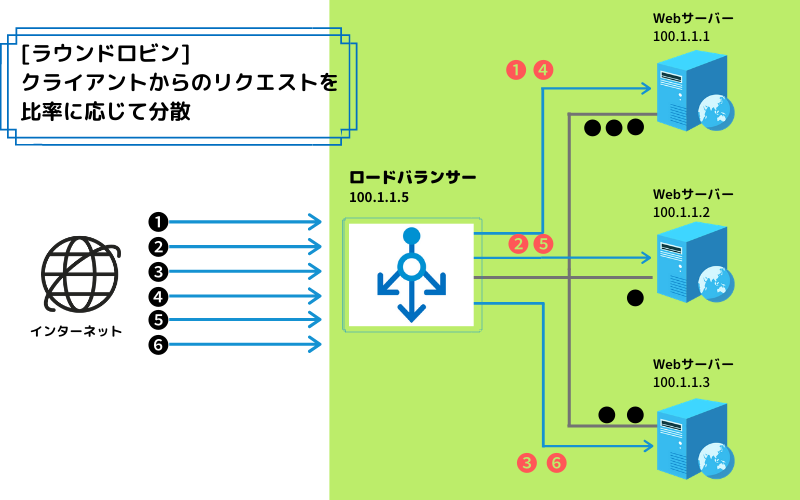 [ラウンドロビン]
クライアントからのリクエストを
比率に応じて分散
Webサーバー
100.1.1.1
❶ ❹
ロードバランサー
100.1.1.5
Webサーバー
100.1.1.2
❶
❷
❸
❹
❺
❻
❷ ❺
インターネット
Webサーバー
100.1.1.3
❸ ❻